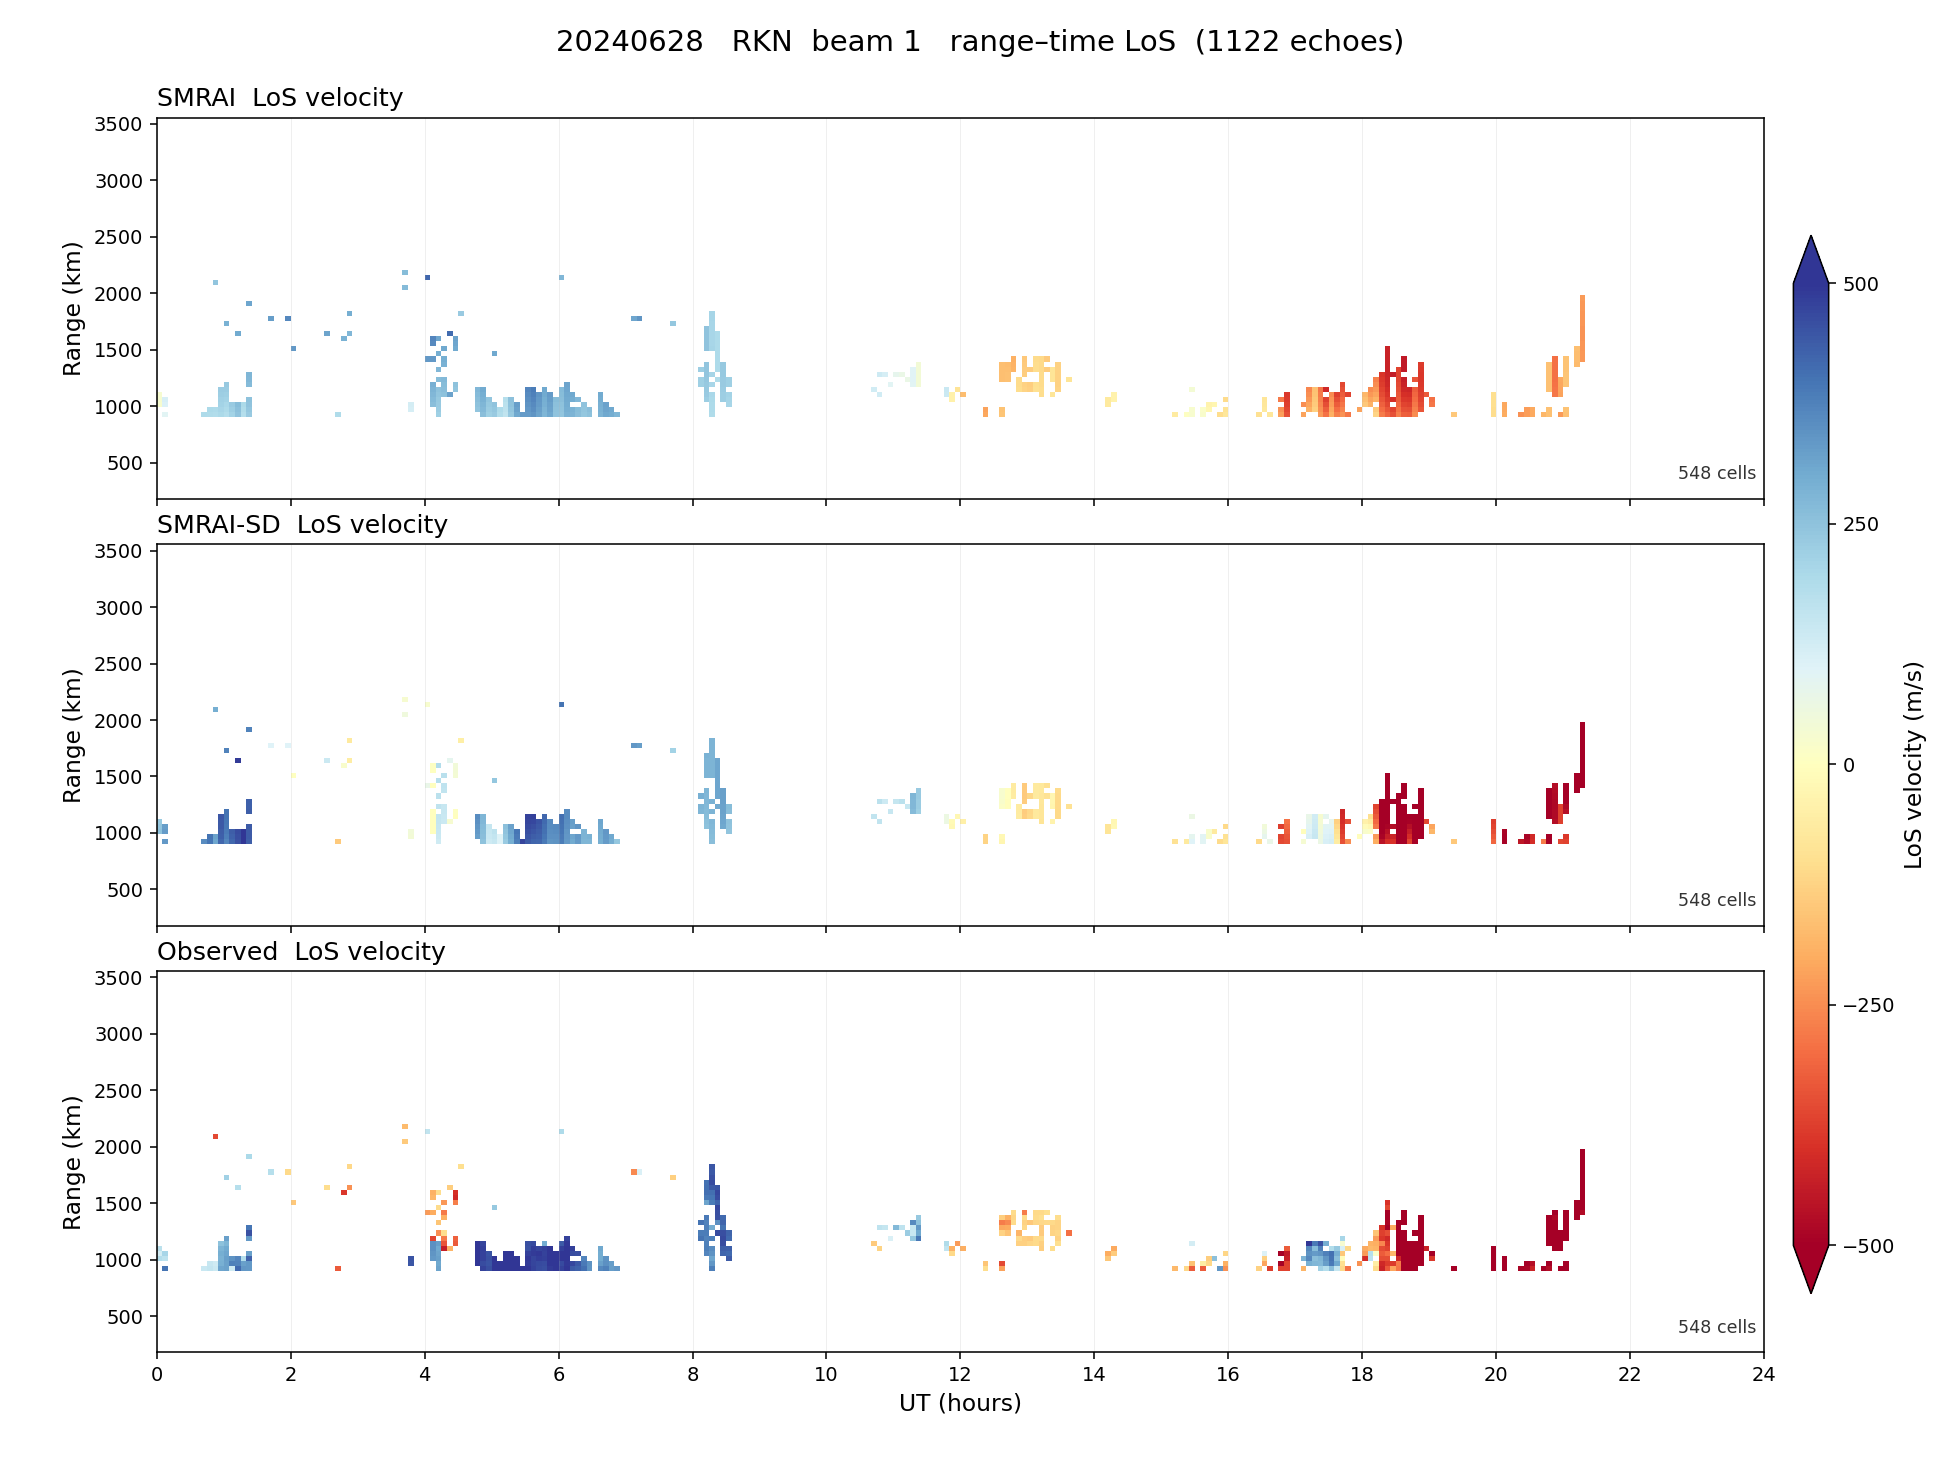 20240628   RKN  beam 1   range–time LoS  (1122 echoes)
SMRAI  LoS velocity
3500
3000
2500
2000
1500
1000
500
Range (km)
548 cells
SMRAI-SD  LoS velocity
3500
3000
2500
2000
1500
1000
500
Range (km)
548 cells
Observed  LoS velocity
3500
3000
2500
2000
1500
1000
500
Range (km)
548 cells
0 2 4 6 8 10 12 14 16 18 20 22 24
UT (hours)
500
250
0
−250
−500
LoS velocity (m/s)